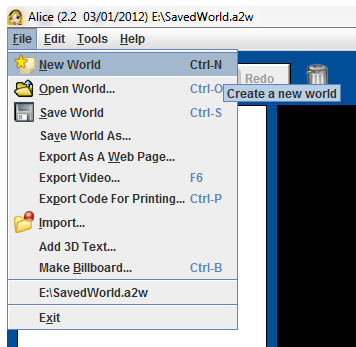 Alice (2.2 03/01/2012) E:\SavedWorld.a2w
File Edit Tools Help
New World Ctrl-N
Redo
Open World... Ctrl-O
Create a new world
Save World Ctrl-S
Save World As...
Export As A Web Page...
Export Video... F6
Export Code For Printing... Ctrl-P
Import...
Add 3D Text...
Make Billboard... Ctrl-B
E:\SavedWorld.a2w
Exit